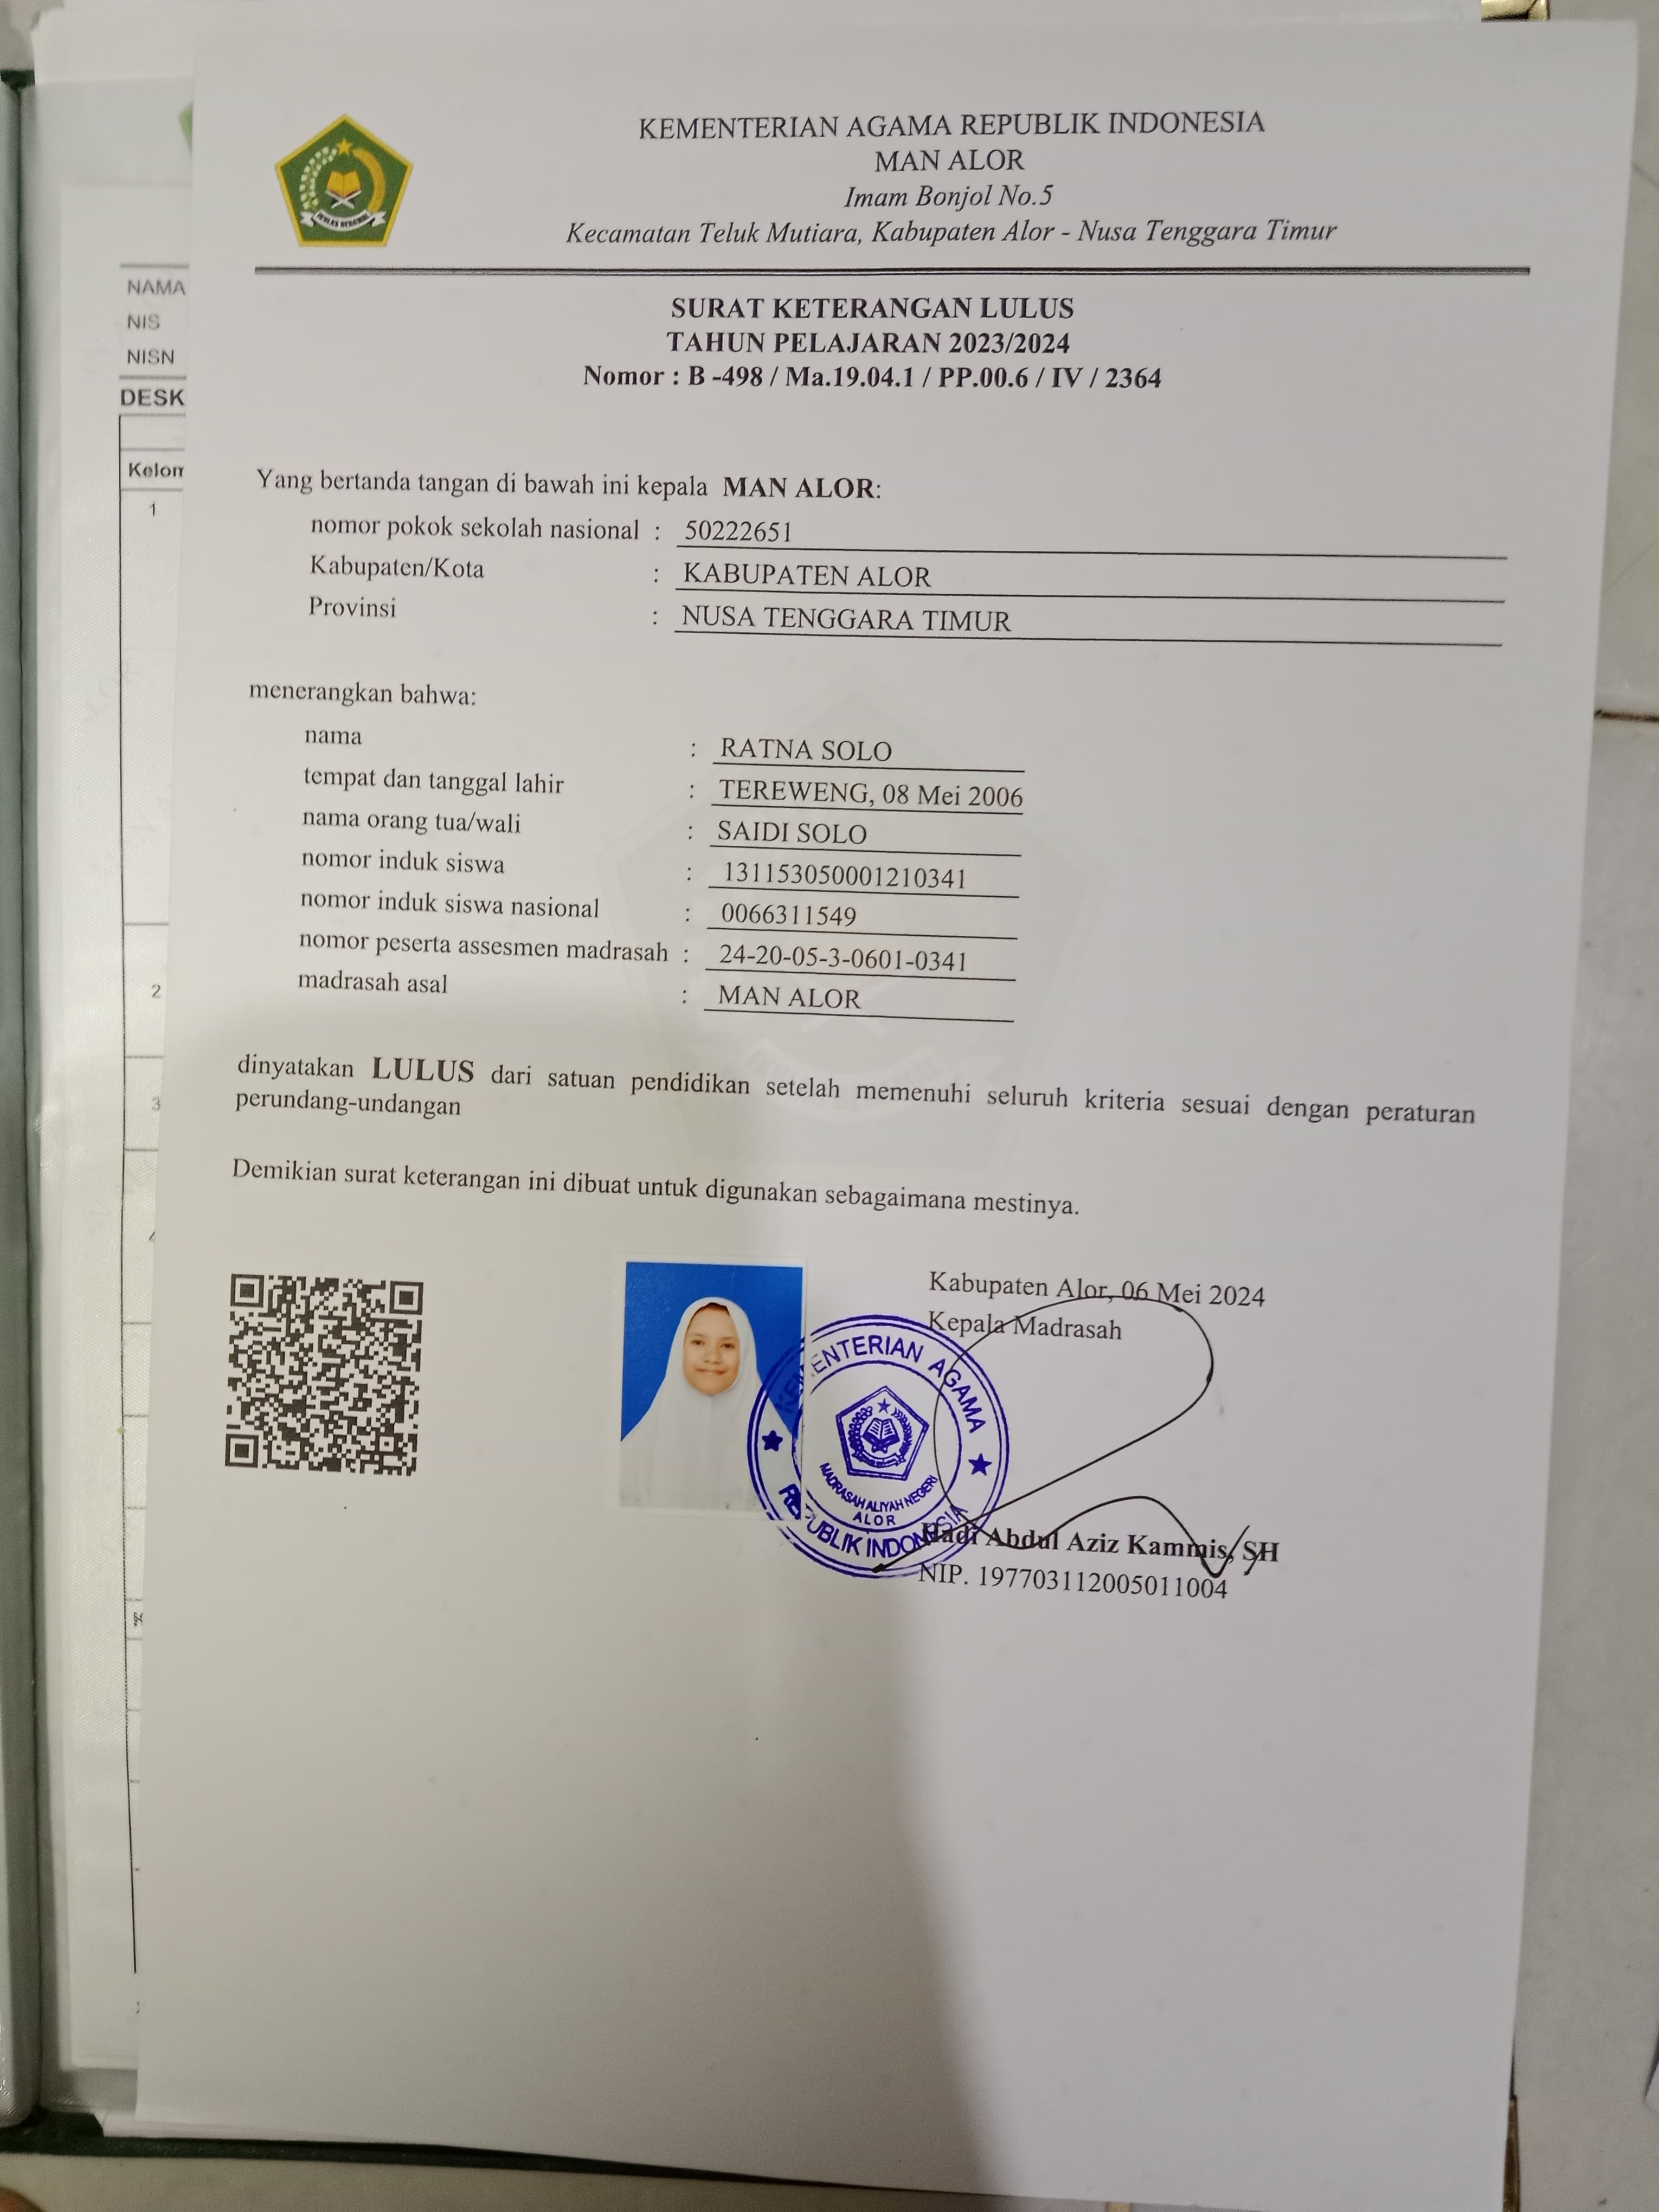 KEMENTERIAN AGAMA REPUBLIK INDONESIA
MAN ALOR
Imam Bonjol No.5
Kecamatan Teluk Mutiara, Kabupaten Alor - Nusa Tenggara Timur
SURAT KETERANGAN LULUS
TAHUN PELAJARAN 2023/2024
Nomor : B -498 / Ma.19.04.1 / PP.00.6 / IV / 2364
Yang bertanda tangan di bawah ini kepala MAN ALOR:
nomor pokok sekolah nasional : 50222651
Kabupaten/Kota : KABUPATEN ALOR
Provinsi : NUSA TENGGARA TIMUR
menerangkan bahwa:
nama : RATNA SOLO
tempat dan tanggal lahir : TEREWENG, 08 Mei 2006
nama orang tua/wali : SAIDI SOLO
nomor induk siswa : 131153050001210341
nomor induk siswa nasional : 0066311549
nomor peserta assesmen madrasah : 24-20-05-3-0601-0341
madrasah asal : MAN ALOR
dinyatakan LULUS dari satuan pendidikan setelah memenuhi seluruh kriteria sesuai dengan peraturan
perundang-undangan
Demikian surat keterangan ini dibuat untuk digunakan sebagaimana mestinya.
Kabupaten Alor, 06 Mei 2024
Kepala Madrasah
KEMENTERIAN AGAMA
MADRASAH ALIYAH NEGERI
ALOR
REPUBLIK INDONESIA
Hadi Abdul Aziz Kammis, SH
NIP. 197703112005011004
NAMA
NIS
NISN
DESK
Kelom
1
2
3